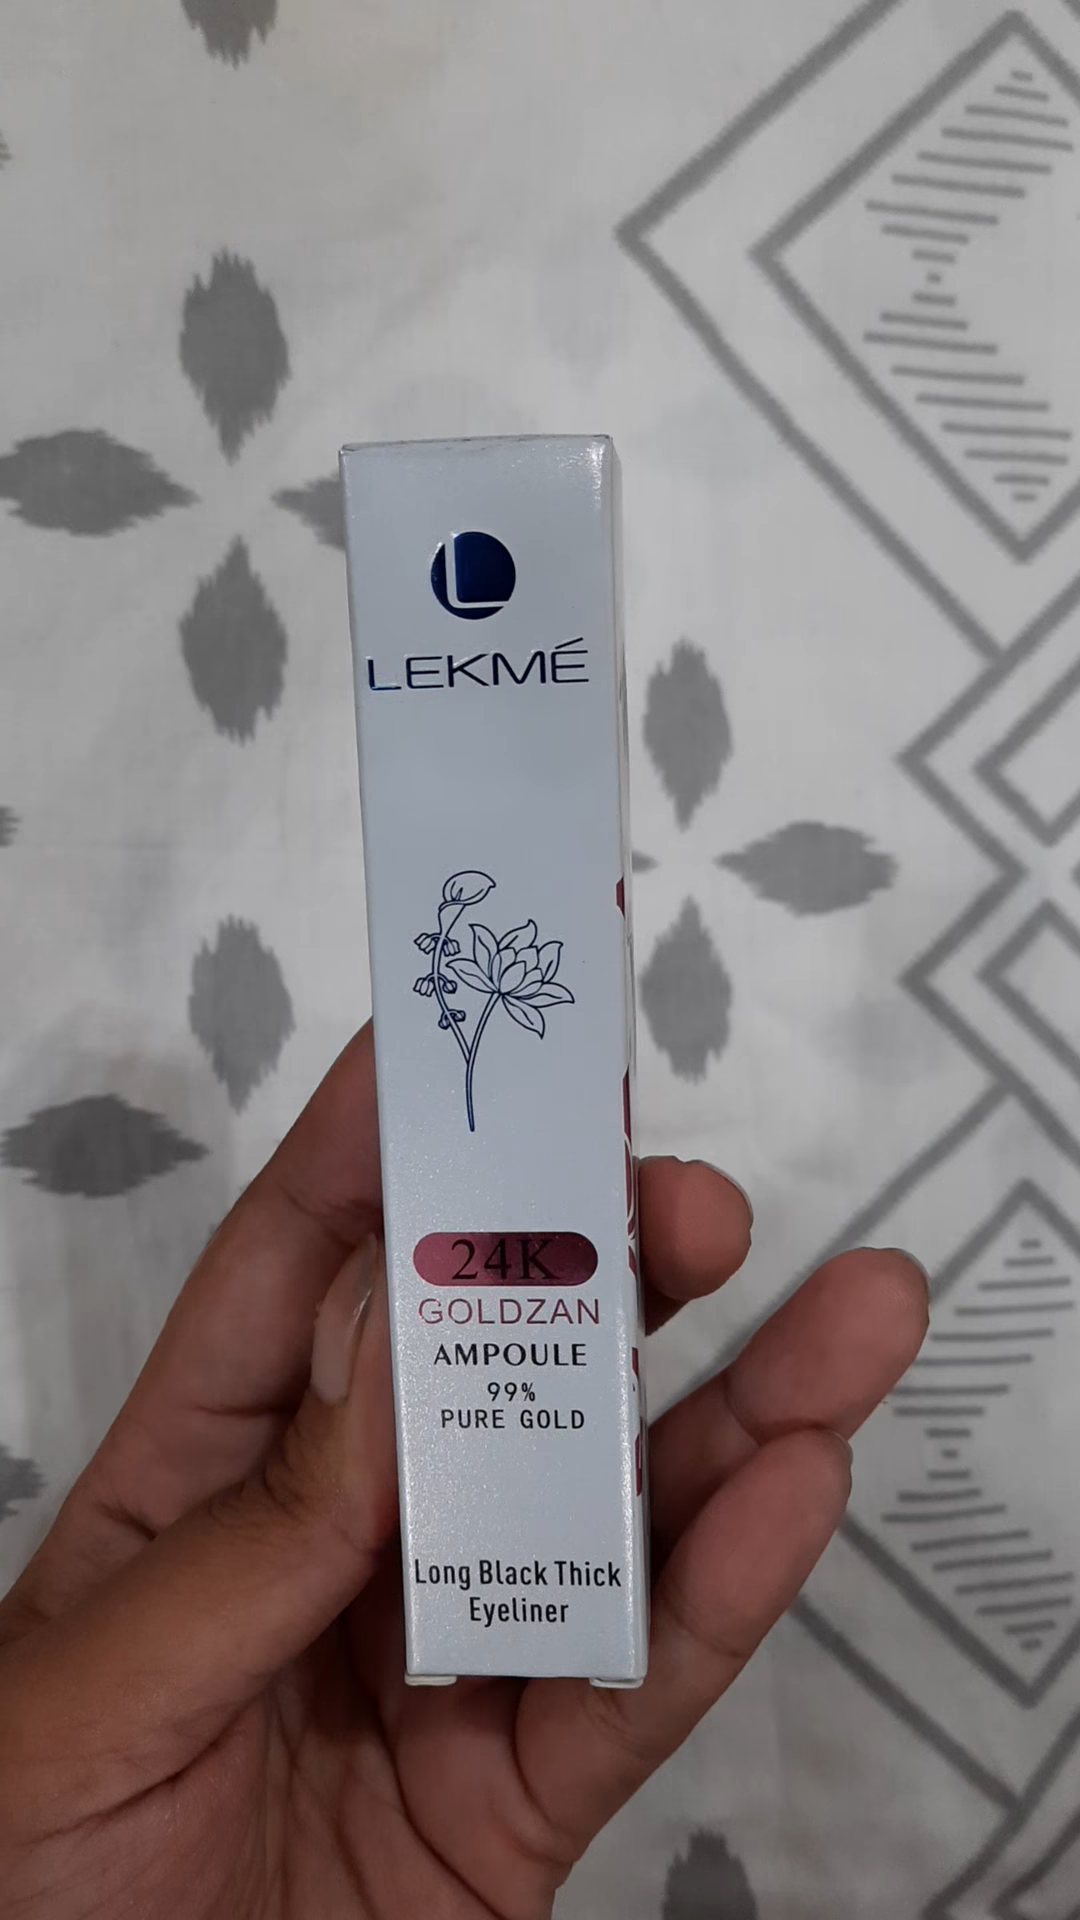 L
LEKMÉ
24K
GOLDZAN
AMPOULE
99%
PURE GOLD
Long Black Thick
Eyeliner